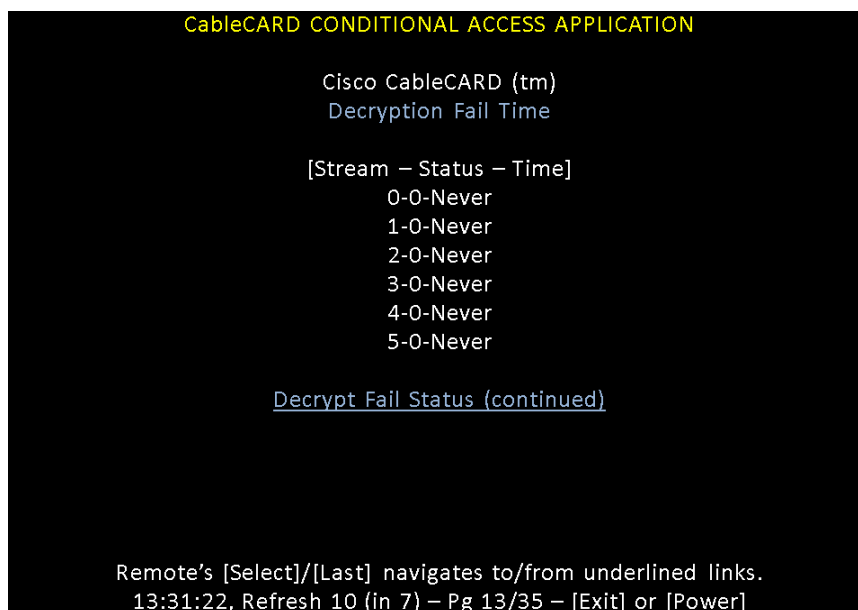 CableCARD CONDITIONAL ACCESS APPLICATION
Cisco CableCARD (tm)
Decryption Fail Time
[Stream – Status – Time]
0-0-Never
1-0-Never
2-0-Never
3-0-Never
4-0-Never
5-0-Never
Decrypt Fail Status (continued)
Remote's [Select]/[Last] navigates to/from underlined links.
13:31:22, Refresh 10 (in 7) – Pg 13/35 – [Exit] or [Power]